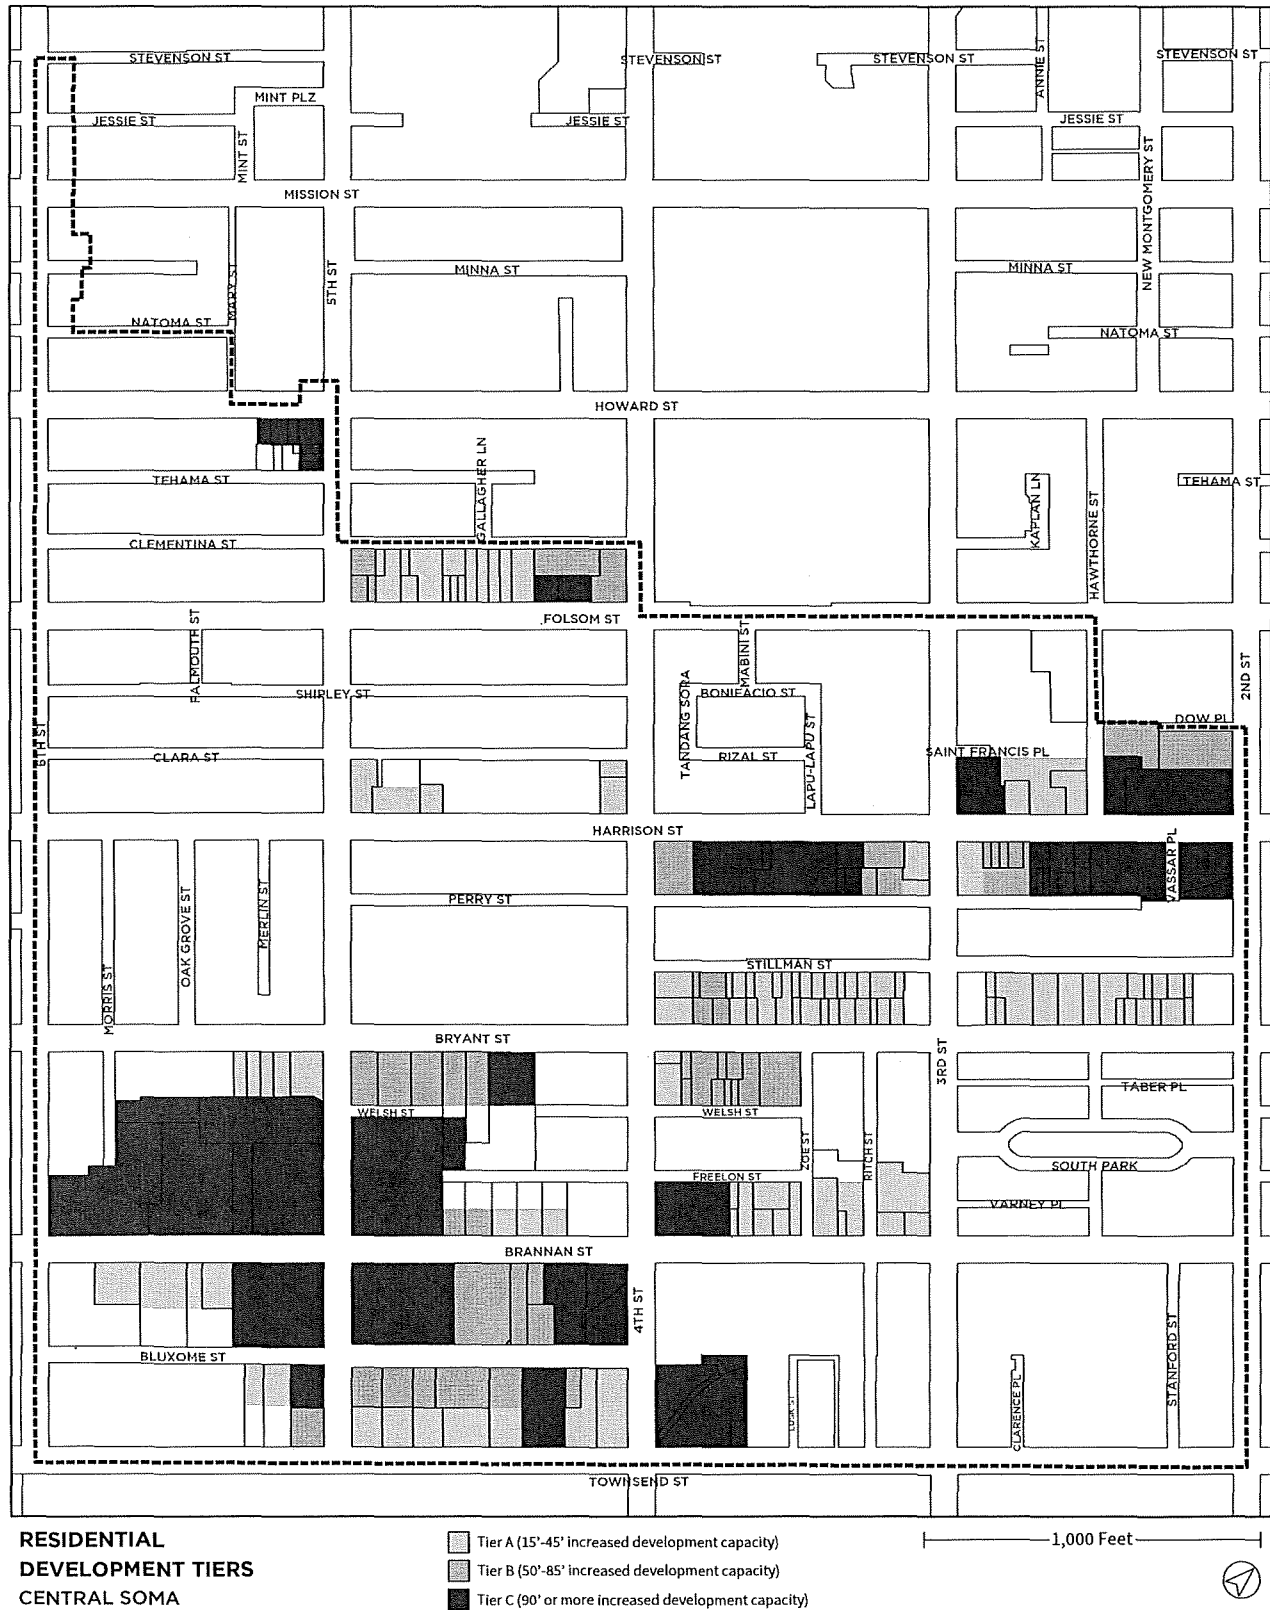 STEVENSON ST
STEVENSON ST
STEVENSON ST
STEVENSON ST
ANNIE ST
MINT PLZ
JESSIE ST
JESSIE ST
JESSIE ST
MINT ST
NEW MONTGOMERY ST
MISSION ST
MINNA ST
MINNA ST
MARY ST
5TH ST
NATOMA ST
NATOMA ST
HOWARD ST
GALLAGHER LN
TEHAMA ST
TEHAMA ST
KAPLAN LN
HAWTHORNE ST
CLEMENTINA ST
FOLSOM ST
FALMOUTH ST
MABINI ST
2ND ST
SHIPLEY ST
TANDANG SORA
BONIFACIO ST
DOW PL
6TH ST
CLARA ST
RIZAL ST
LAPU-LAPU ST
SAINT FRANCIS PL
HARRISON ST
VASSAR PL
OAK GROVE ST
MERLIN ST
PERRY ST
MORRIS ST
STILLMAN ST
BRYANT ST
3RD ST
TABER PL
WELSH ST
WELSH ST
ZOE ST
RITCH ST
SOUTH PARK
FREELON ST
VARNEY PL
BRANNAN ST
4TH ST
BLUXOME ST
LUSK ST
CLARENCE PL
STANFORD ST
TOWNSEND ST
RESIDENTIAL
DEVELOPMENT TIERS
CENTRAL SOMA
Tier A (15'-45' increased development capacity)
Tier B (50'-85' increased development capacity)
Tier C (90' or more increased development capacity)
1,000 Feet